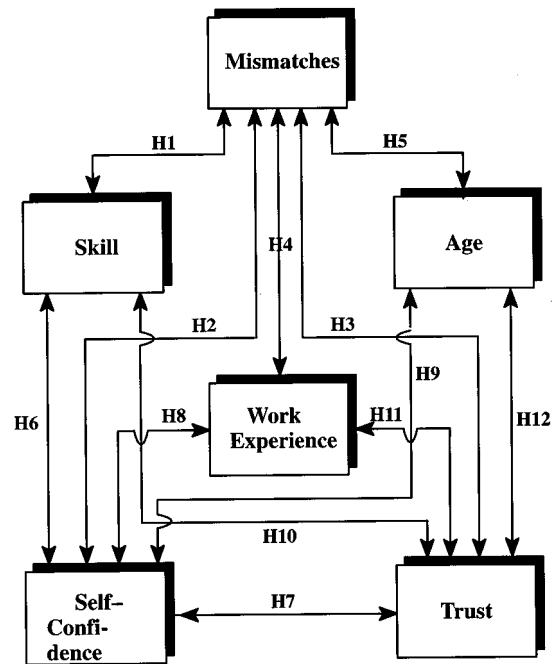 Mismatches
H1
H5
Skill
Age
H4
H2
H3
H9
H6
H8
Work
Experience
H11
H12
H10
Self–
Confi-
dence
H7
Trust